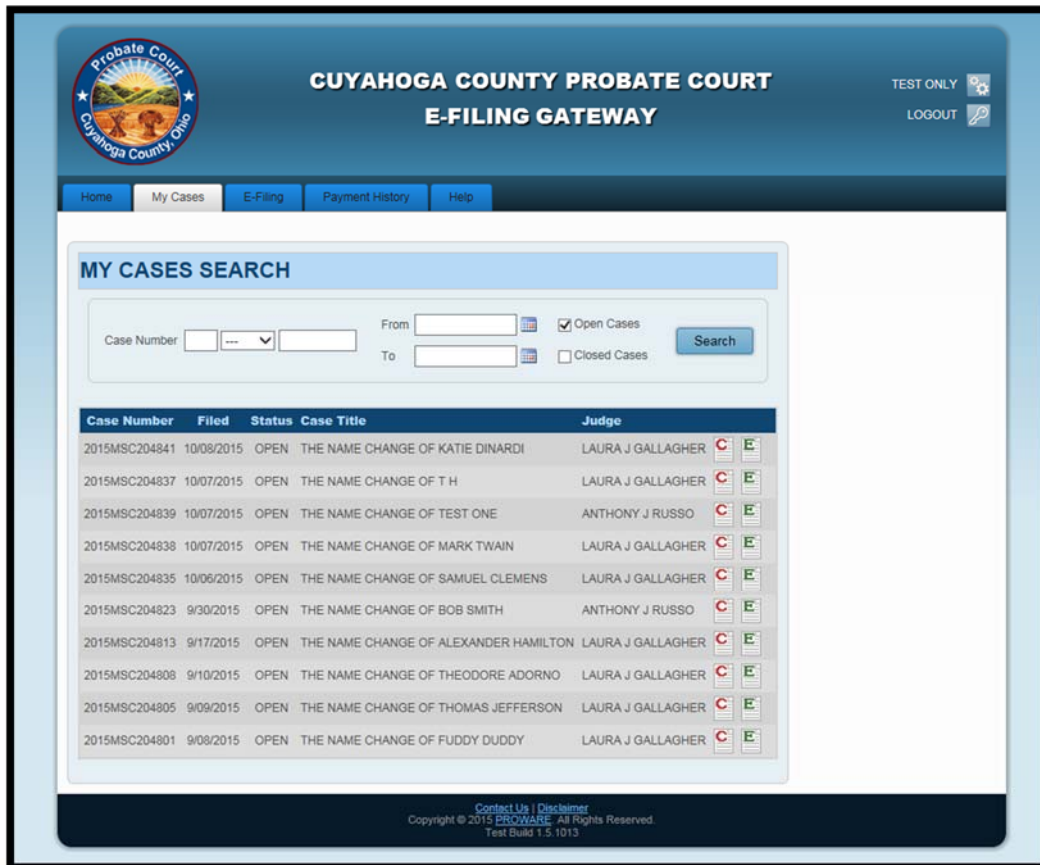 Probate Court
Cuyahoga County, Ohio
CUYAHOGA COUNTY PROBATE COURT
E-FILING GATEWAY
TEST ONLY
LOGOUT
Home My Cases E-Filing Payment History Help
MY CASES SEARCH
Case Number --- From Open Cases Search
To Closed Cases
Case Number Filed Status Case Title Judge
2015MSC204841 10/08/2015 OPEN THE NAME CHANGE OF KATIE DINARDI LAURA J GALLAGHER C E
2015MSC204837 10/07/2015 OPEN THE NAME CHANGE OF T H LAURA J GALLAGHER C E
2015MSC204839 10/07/2015 OPEN THE NAME CHANGE OF TEST ONE ANTHONY J RUSSO C E
2015MSC204838 10/07/2015 OPEN THE NAME CHANGE OF MARK TWAIN LAURA J GALLAGHER C E
2015MSC204835 10/06/2015 OPEN THE NAME CHANGE OF SAMUEL CLEMENS LAURA J GALLAGHER C E
2015MSC204823 9/30/2015 OPEN THE NAME CHANGE OF BOB SMITH ANTHONY J RUSSO C E
2015MSC204813 9/17/2015 OPEN THE NAME CHANGE OF ALEXANDER HAMILTON LAURA J GALLAGHER C E
2015MSC204808 9/10/2015 OPEN THE NAME CHANGE OF THEODORE ADORNO LAURA J GALLAGHER C E
2015MSC204805 9/09/2015 OPEN THE NAME CHANGE OF THOMAS JEFFERSON LAURA J GALLAGHER C E
2015MSC204801 9/08/2015 OPEN THE NAME CHANGE OF FUDDY DUDDY LAURA J GALLAGHER C E
Contact Us | Disclaimer
Copyright © 2015 PROWARE. All Rights Reserved.
Test Build 1.5.1013